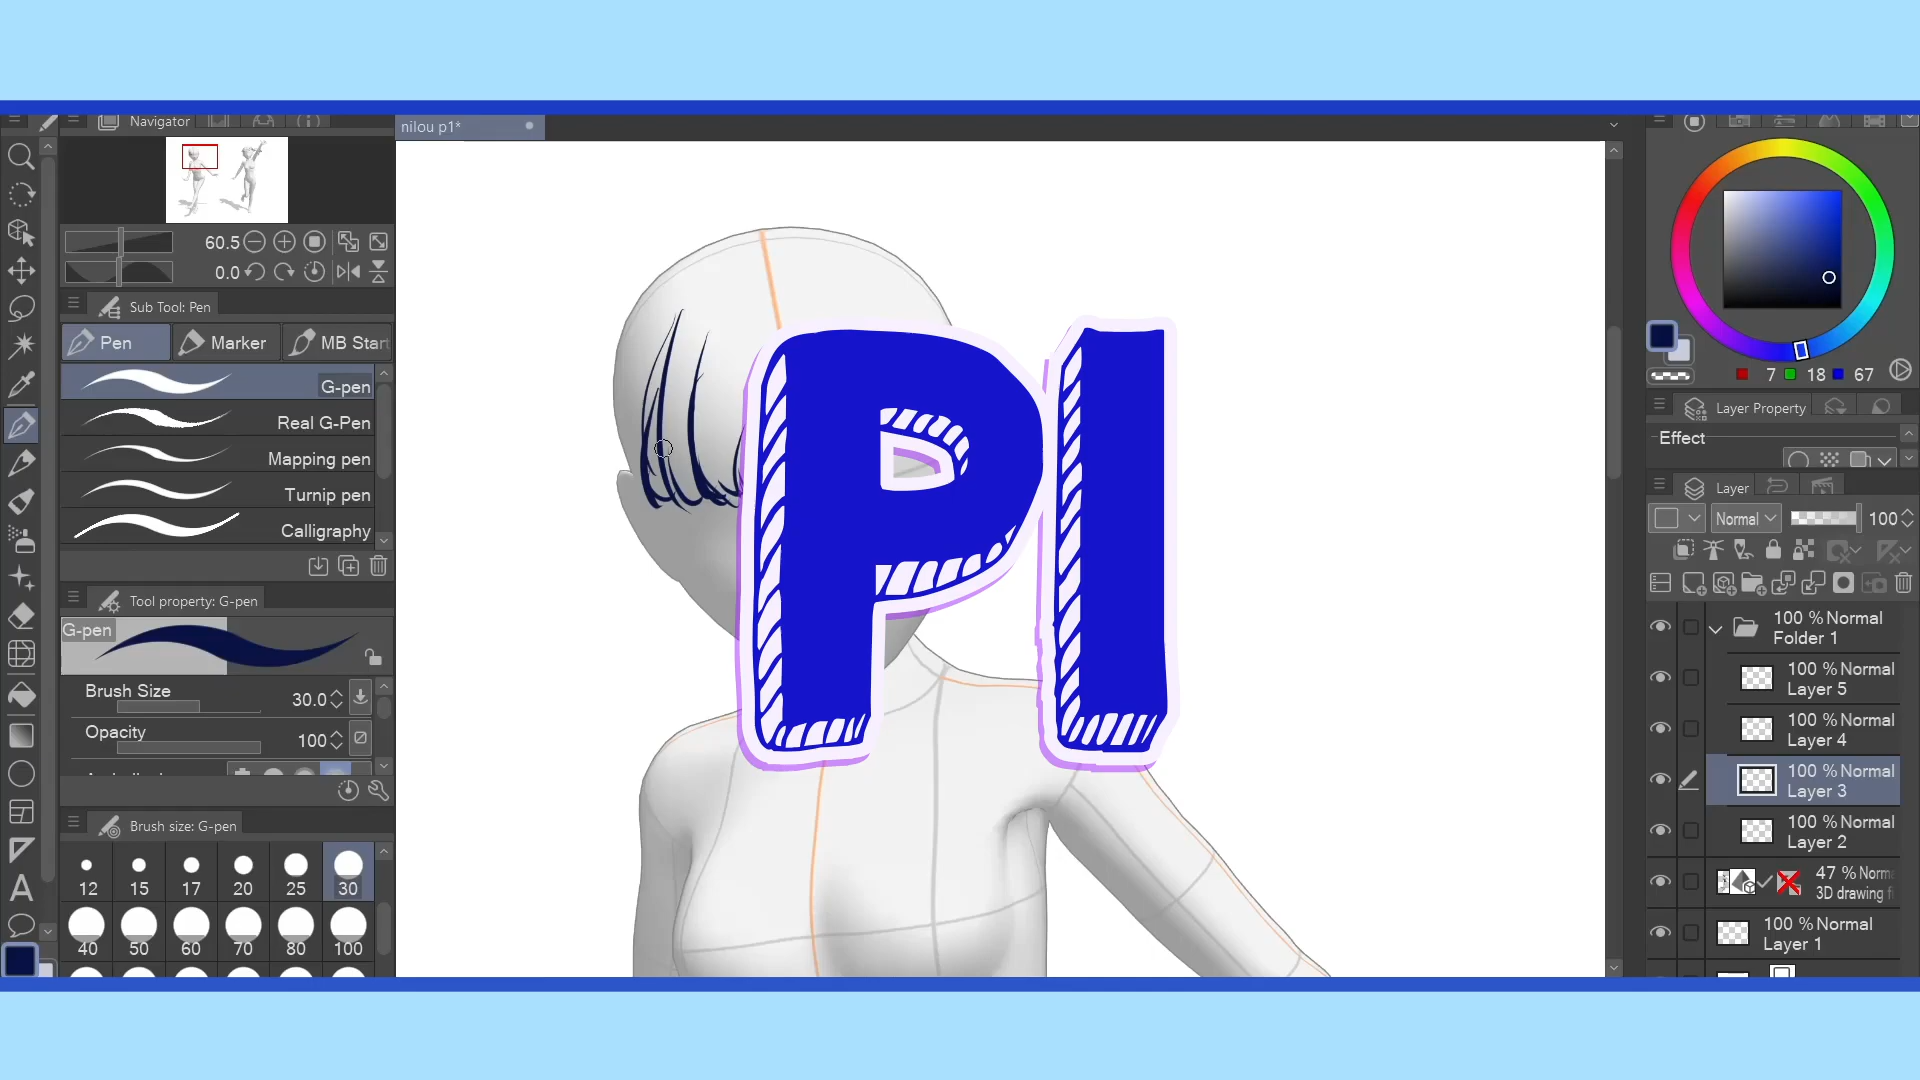 Navigator
nilou p1*
60.5
0.0
Sub Tool: Pen
Pen
Marker
MB Start
G-pen
Real G-Pen
Mapping pen
Turnip pen
Calligraphy
Tool property: G-pen
G-pen
Brush Size
30.0
Opacity
100
Brush size: G-pen
12 15 17 20 25 30
40 50 60 70 80 100
PI
7 18 67
Layer Property
Effect
Layer
Normal
100
100 % Normal
Folder 1
100 % Normal
Layer 5
100 % Normal
Layer 4
100 % Normal
Layer 3
100 % Normal
Layer 2
47 % Norma
3D drawing f
100 % Normal
Layer 1